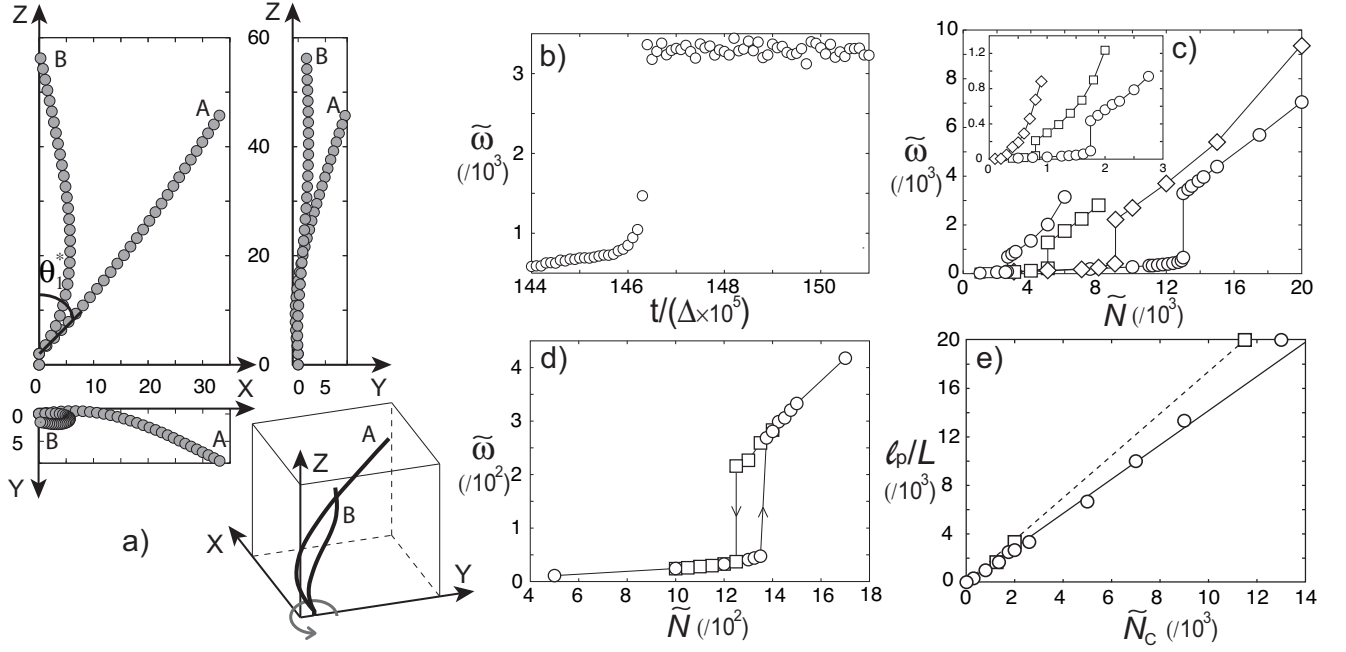 Z
60
B
A
40
θ₁*
20
0
0 10 20 30
X
Z
B
A
0 5
Y
0
5
B
A
Y
a)
Z
A
B
X
Y
b)
3
2
1
ω̃
(/10³)
144 146 148 150
t/(Δ×10⁵)
c)
10
8
6
4
2
0
ω̃
(/10³)
1.2
0.8
0.4
0
0 1 2 3
0 4 8 12 16 20
Ñ (/10³)
d)
4
3
2
1
0
ω̃
(/10²)
4 6 8 10 12 14 16 18
Ñ (/10²)
e)
20
16
12
8
4
0
ℓp/L
(/10³)
0 2 4 6 8 10 12 14
Ñc (/10³)